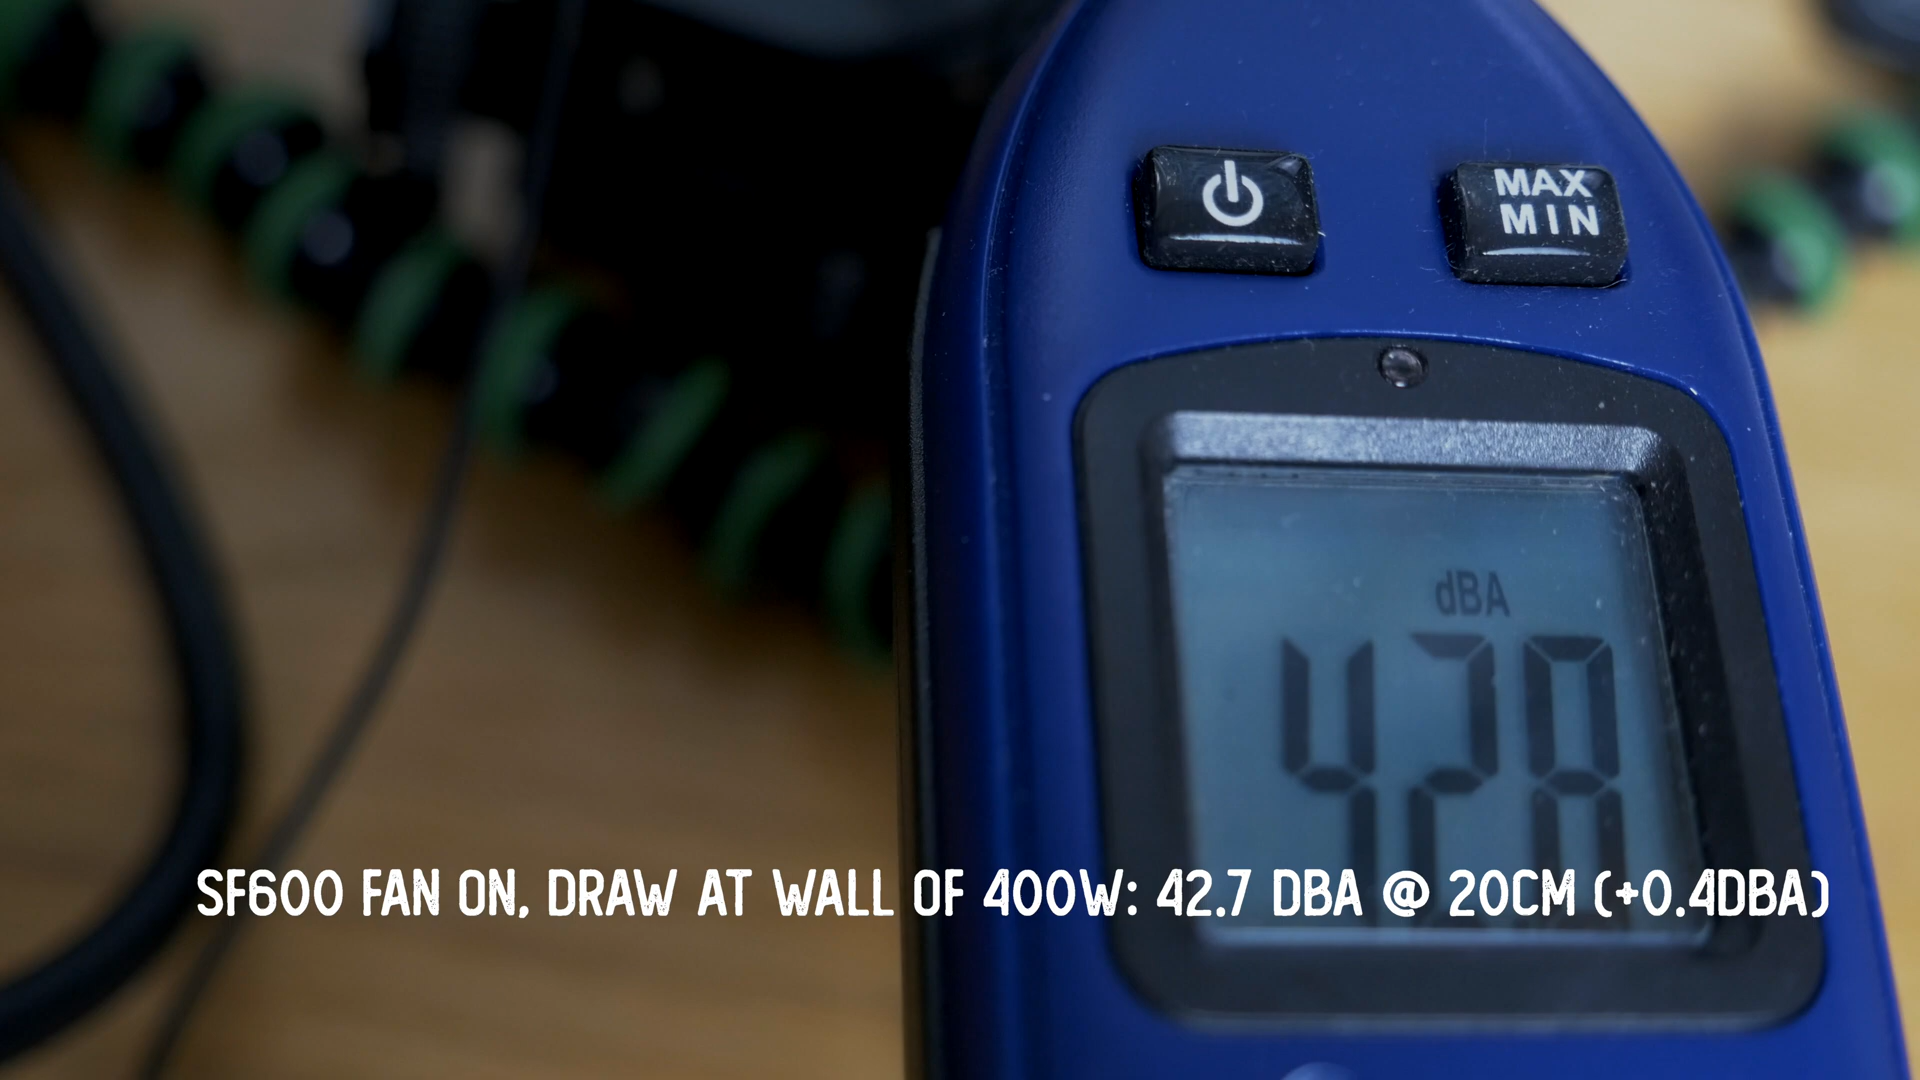 MAX
MIN
dBA
428
SF600 FAN ON, DRAW AT WALL OF 400W: 42.7 DBA @ 20CM (+0.4DBA)